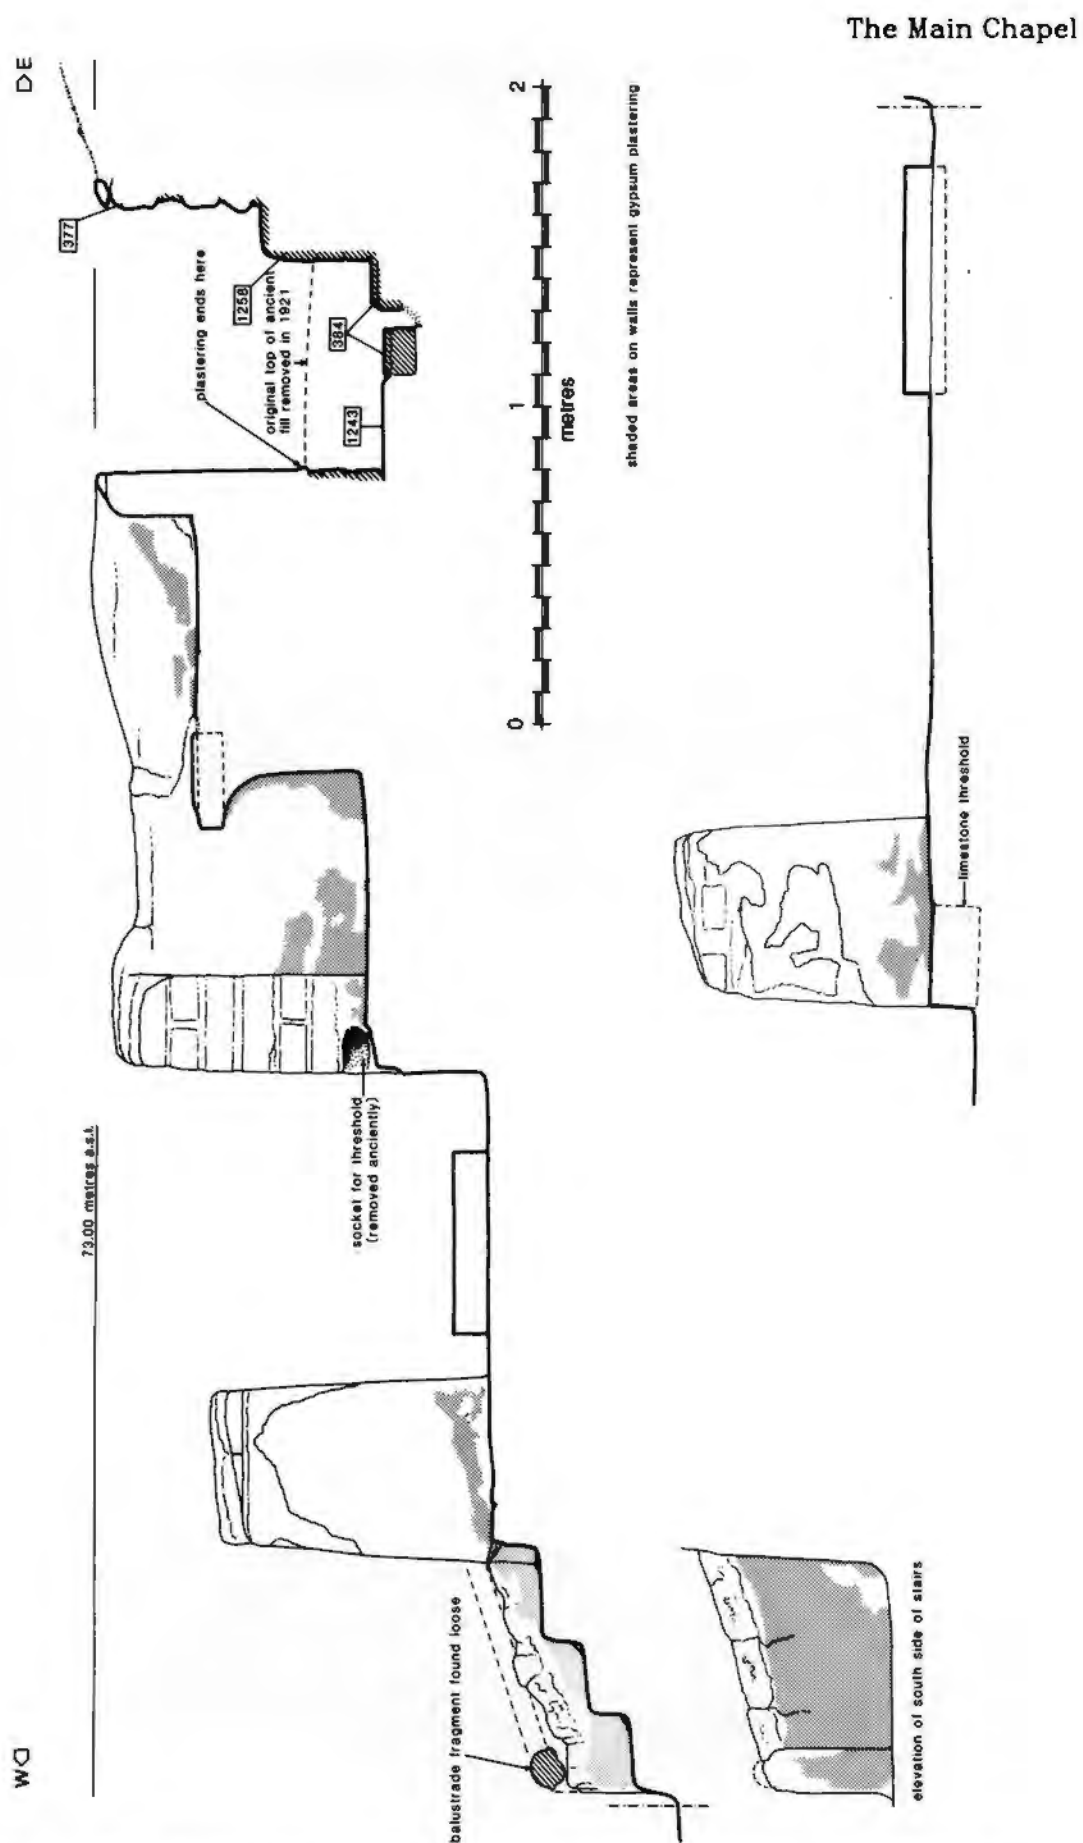 The Main Chapel
W
E
73.00 metres a.s.l.
377
1258
384
1243
plastering ends here
original top of ancient
fill removed in 1921
socket for threshold
(removed anciently)
balustrade fragment found loose
0
1
2
metres
shaded areas on walls represent gypsum plastering
limestone threshold
elevation of south side of stairs